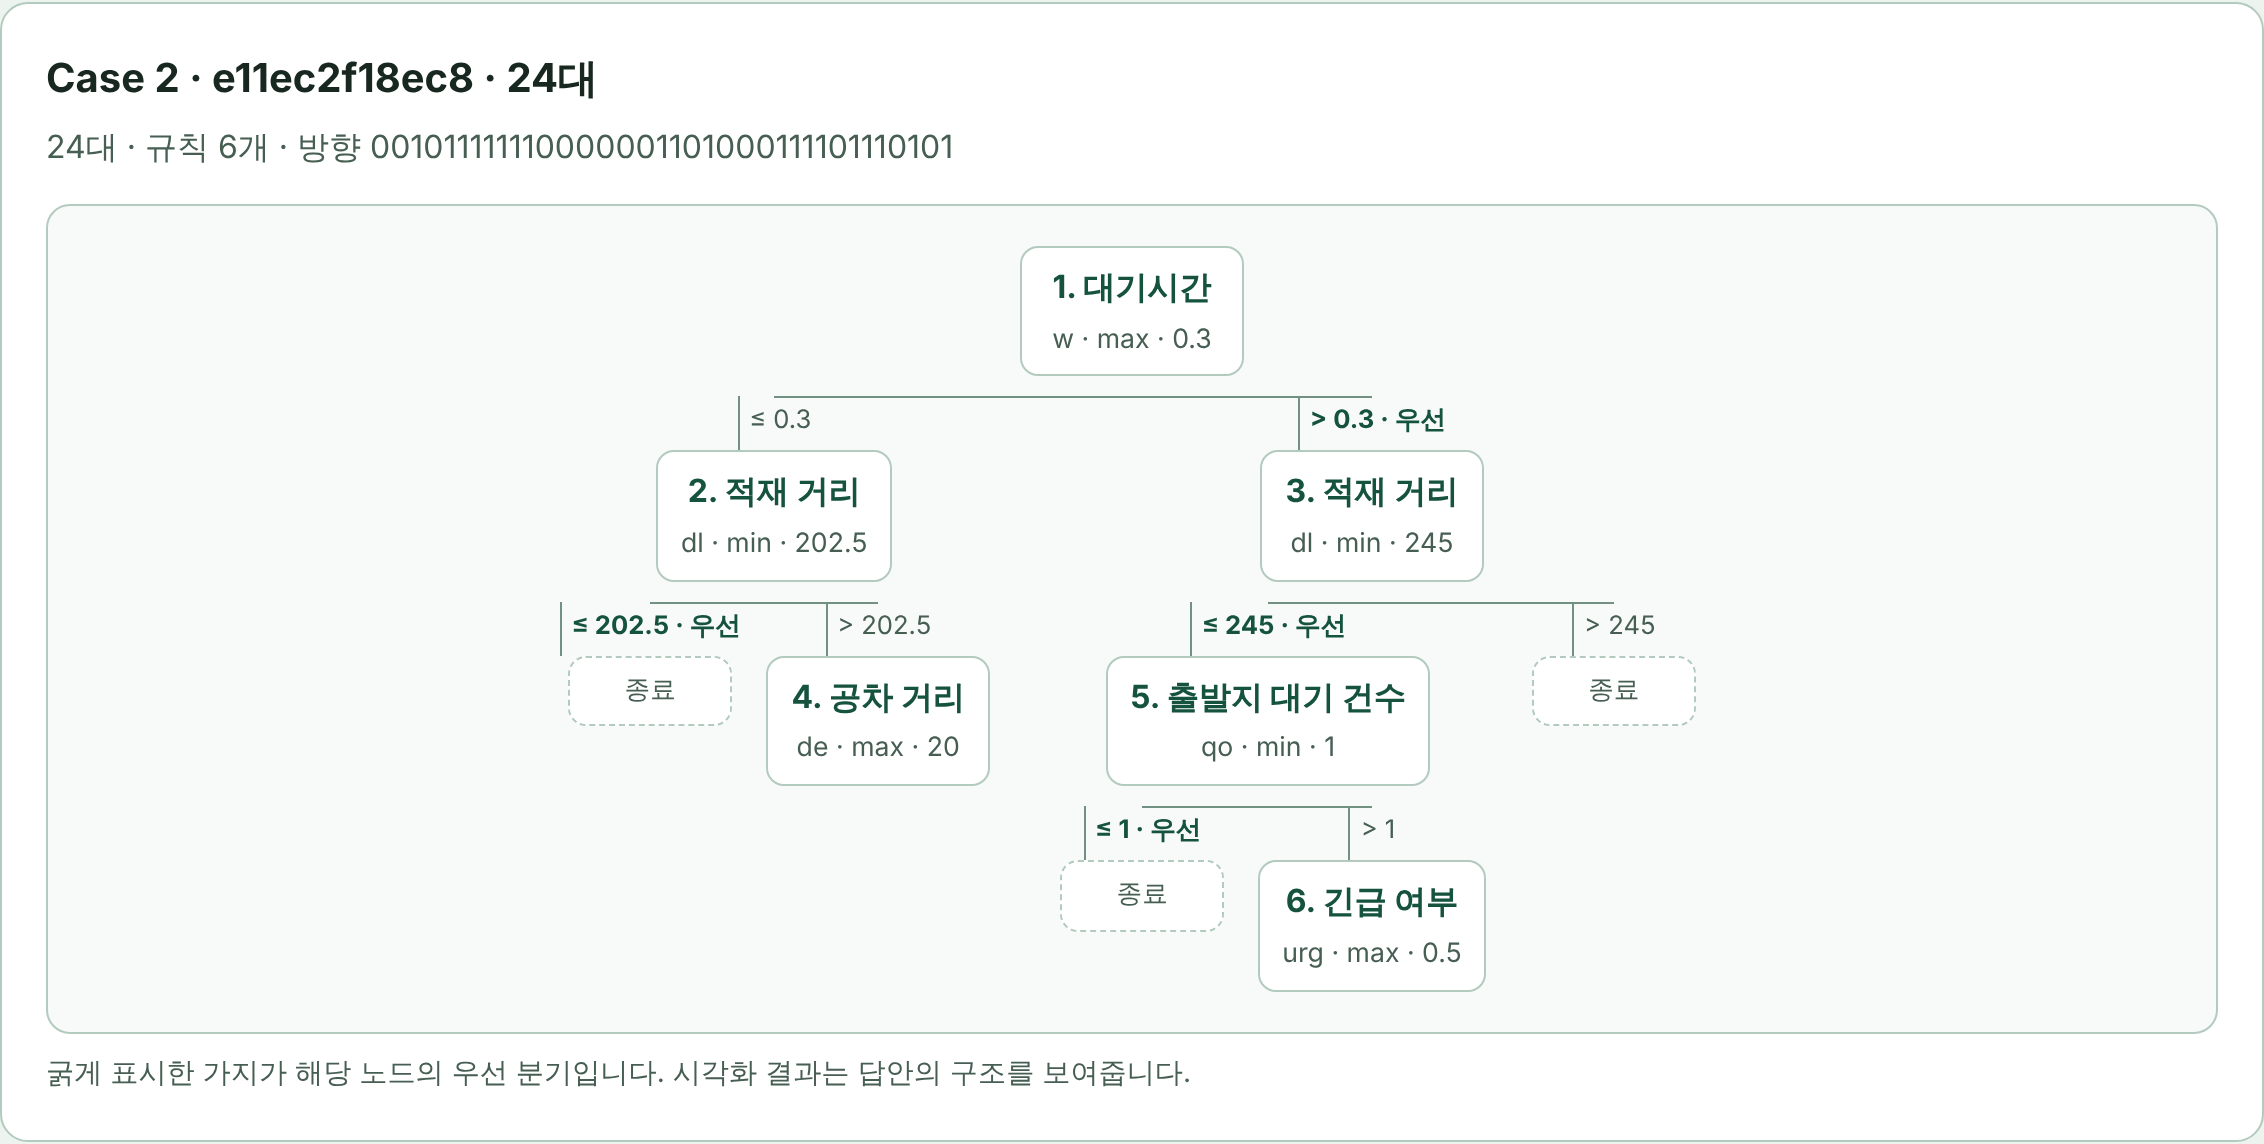 Case 2 · e11ec2f18ec8 · 24대
24대 · 규칙 6개 · 방향 001011111110000001101000111101110101
1. 대기시간
w · max · 0.3
≤ 0.3
> 0.3 · 우선
2. 적재 거리
dl · min · 202.5
3. 적재 거리
dl · min · 245
≤ 202.5 · 우선
> 202.5
≤ 245 · 우선
> 245
종료
4. 공차 거리
de · max · 20
5. 출발지 대기 건수
qo · min · 1
종료
≤ 1 · 우선
> 1
종료
6. 긴급 여부
urg · max · 0.5
굵게 표시한 가지가 해당 노드의 우선 분기입니다. 시각화 결과는 답안의 구조를 보여줍니다.